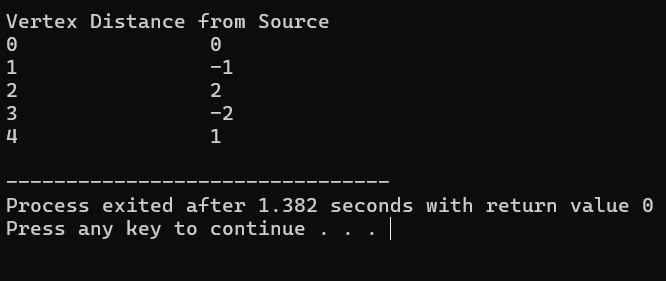 Vertex Distance from Source
0                0
1                -1
2                2
3                -2
4                1
--------------------------------
Process exited after 1.382 seconds with return value 0
Press any key to continue . . .